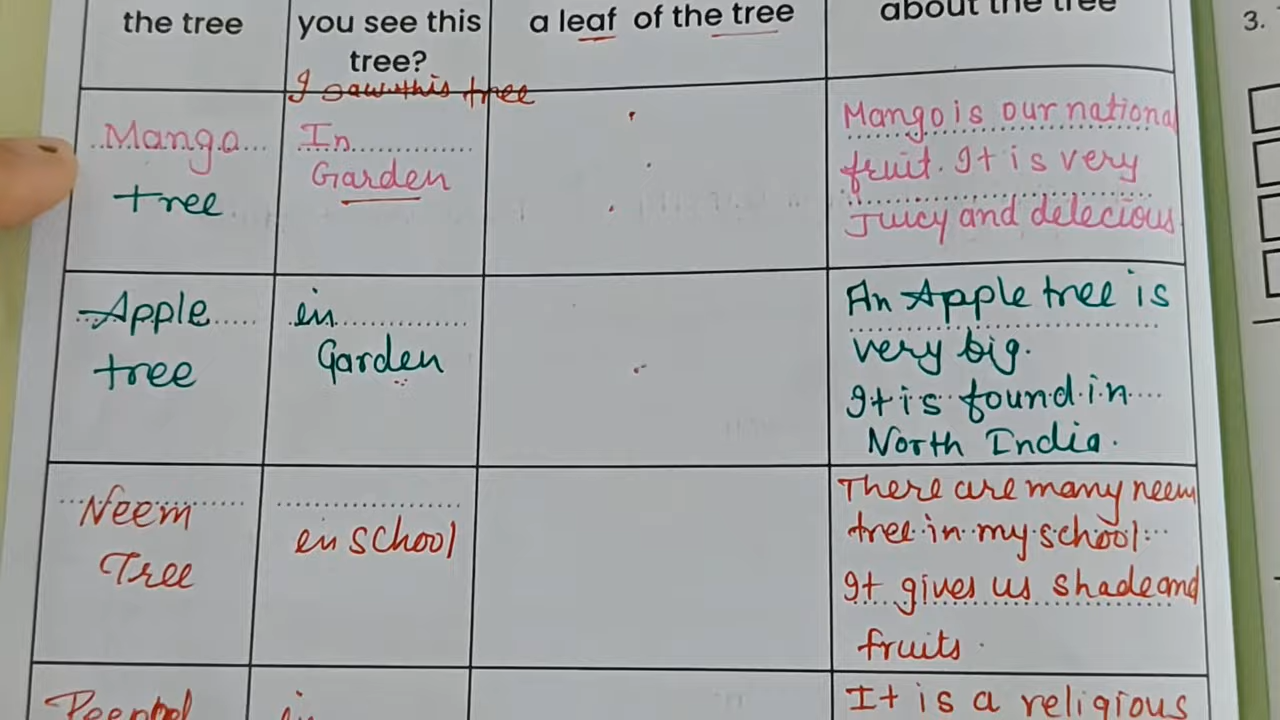 the tree
you see this
tree?
a leaf of the tree
about the tree
I saw this tree
Mango
tree
In
Garden
Mango is our nationa
fruit. It is very
Juicy and delecious
Apple
tree
in
Garden
An Apple tree is
very big.
It is found in
North India.
Neem
Tree
in school
There are many neem
tree in my school
It gives us shade and
fruits.
in
It is a religious
3.